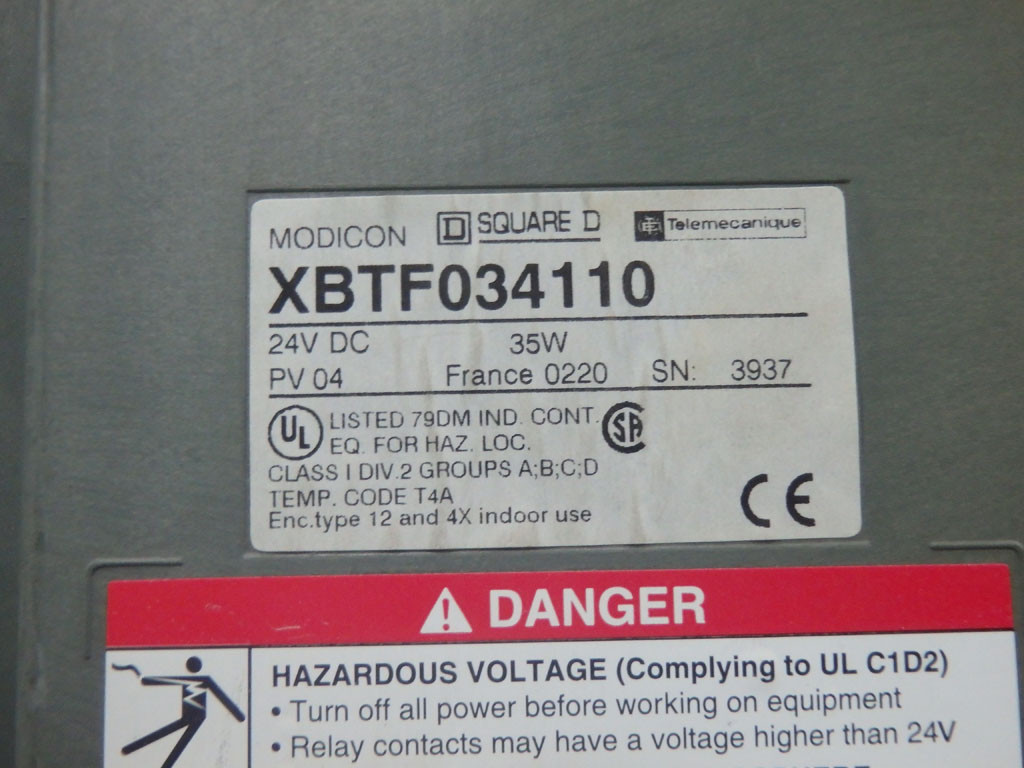 MODICON SQUARE D Telemecanique
XBTF034110
24V DC 35W
PV 04 France 0220 SN: 3937
UL LISTED 79DM IND. CONT. SA
EQ. FOR HAZ. LOC.
CLASS I DIV.2 GROUPS A;B;C;D
TEMP. CODE T4A
Enc.type 12 and 4X indoor use CE
DANGER
HAZARDOUS VOLTAGE (Complying to UL C1D2)
• Turn off all power before working on equipment
• Relay contacts may have a voltage higher than 24V